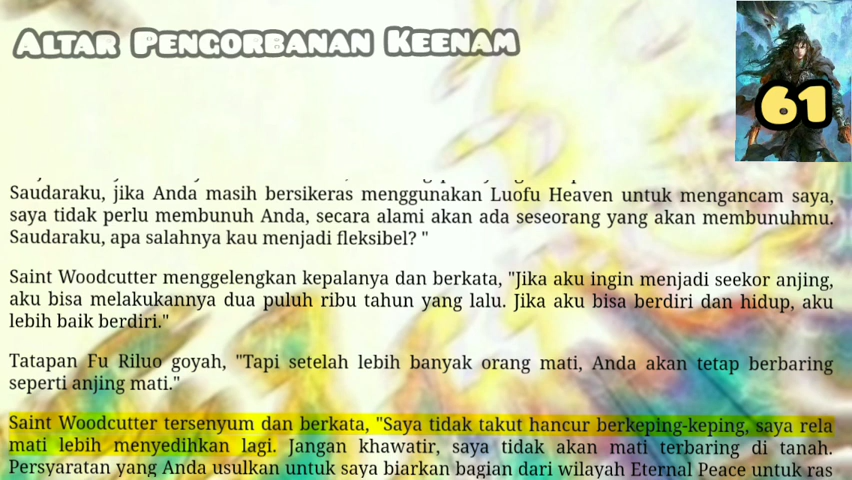 Altar Pengorbanan Keenam
61
Saudaraku, jika Anda masih bersikeras menggunakan Luofu Heaven untuk mengancam saya,
saya tidak perlu membunuh Anda, secara alami akan ada seseorang yang akan membunuhmu.
Saudaraku, apa salahnya kau menjadi fleksibel? "
Saint Woodcutter menggelengkan kepalanya dan berkata, "Jika aku ingin menjadi seekor anjing,
aku bisa melakukannya dua puluh ribu tahun yang lalu. Jika aku bisa berdiri dan hidup, aku
lebih baik berdiri."
Tatapan Fu Riluo goyah, "Tapi setelah lebih banyak orang mati, Anda akan tetap berbaring
seperti anjing mati."
Saint Woodcutter tersenyum dan berkata, "Saya tidak takut hancur berkeping-keping, saya rela
mati lebih menyedihkan lagi. Jangan khawatir, saya tidak akan mati terbaring di tanah.
Persyaratan yang Anda usulkan untuk saya biarkan bagian dari wilayah Eternal Peace untuk ras